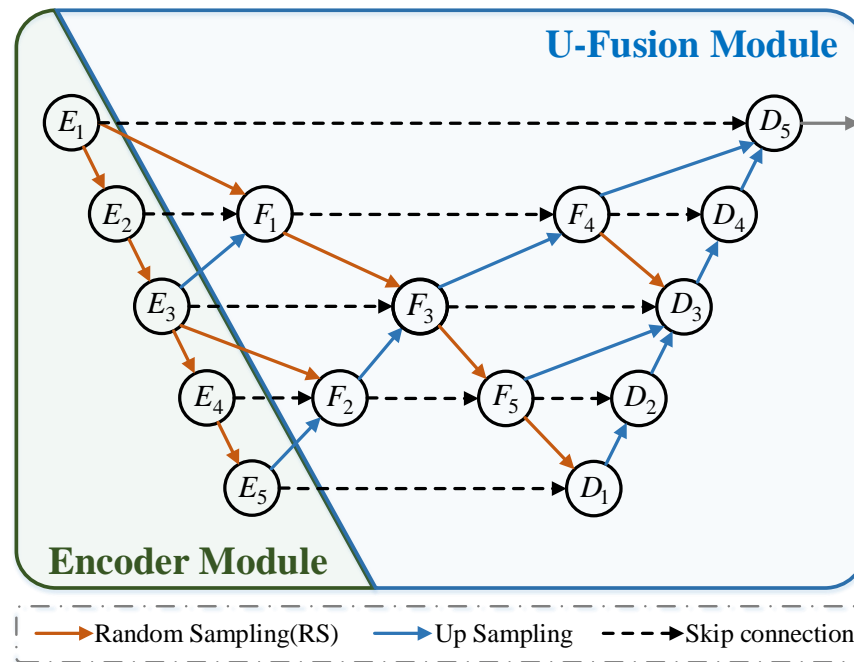 U-Fusion Module
E1
D5
E2
F1
F4
D4
E3
F3
D3
E4
F2
F5
D2
E5
D1
Encoder Module
Random Sampling(RS)
Up Sampling
Skip connection